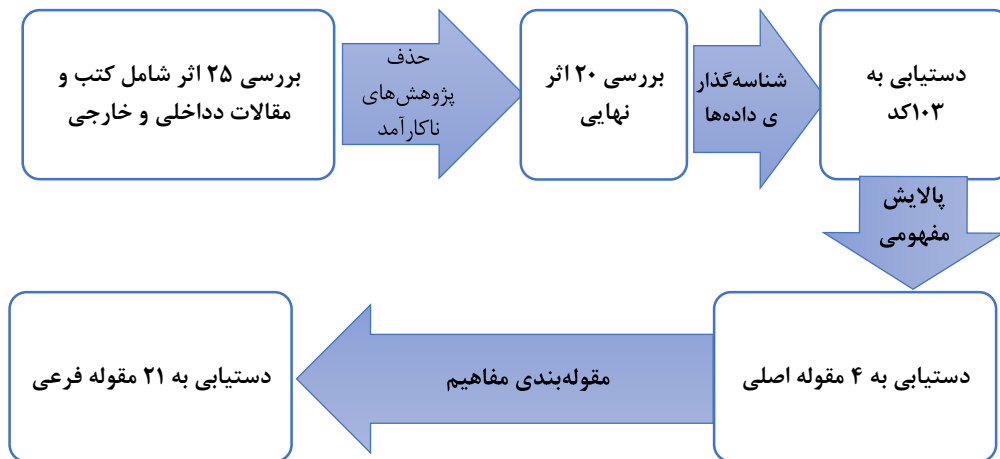 بررسی ۲۵ اثر شامل کتب و
مقالات دداخلی و خارجی
حذف
پژوهش‌های
ناکارآمد
بررسی ۲۰ اثر
نهایی
شناسه‌گذار
ی داده‌ها
دستیابی به
۱۰۳کد
پالایش
مفهومی
دستیابی به ۴ مقوله اصلی
مقوله‌بندی مفاهیم
دستیابی به ۲۱ مقوله فرعی